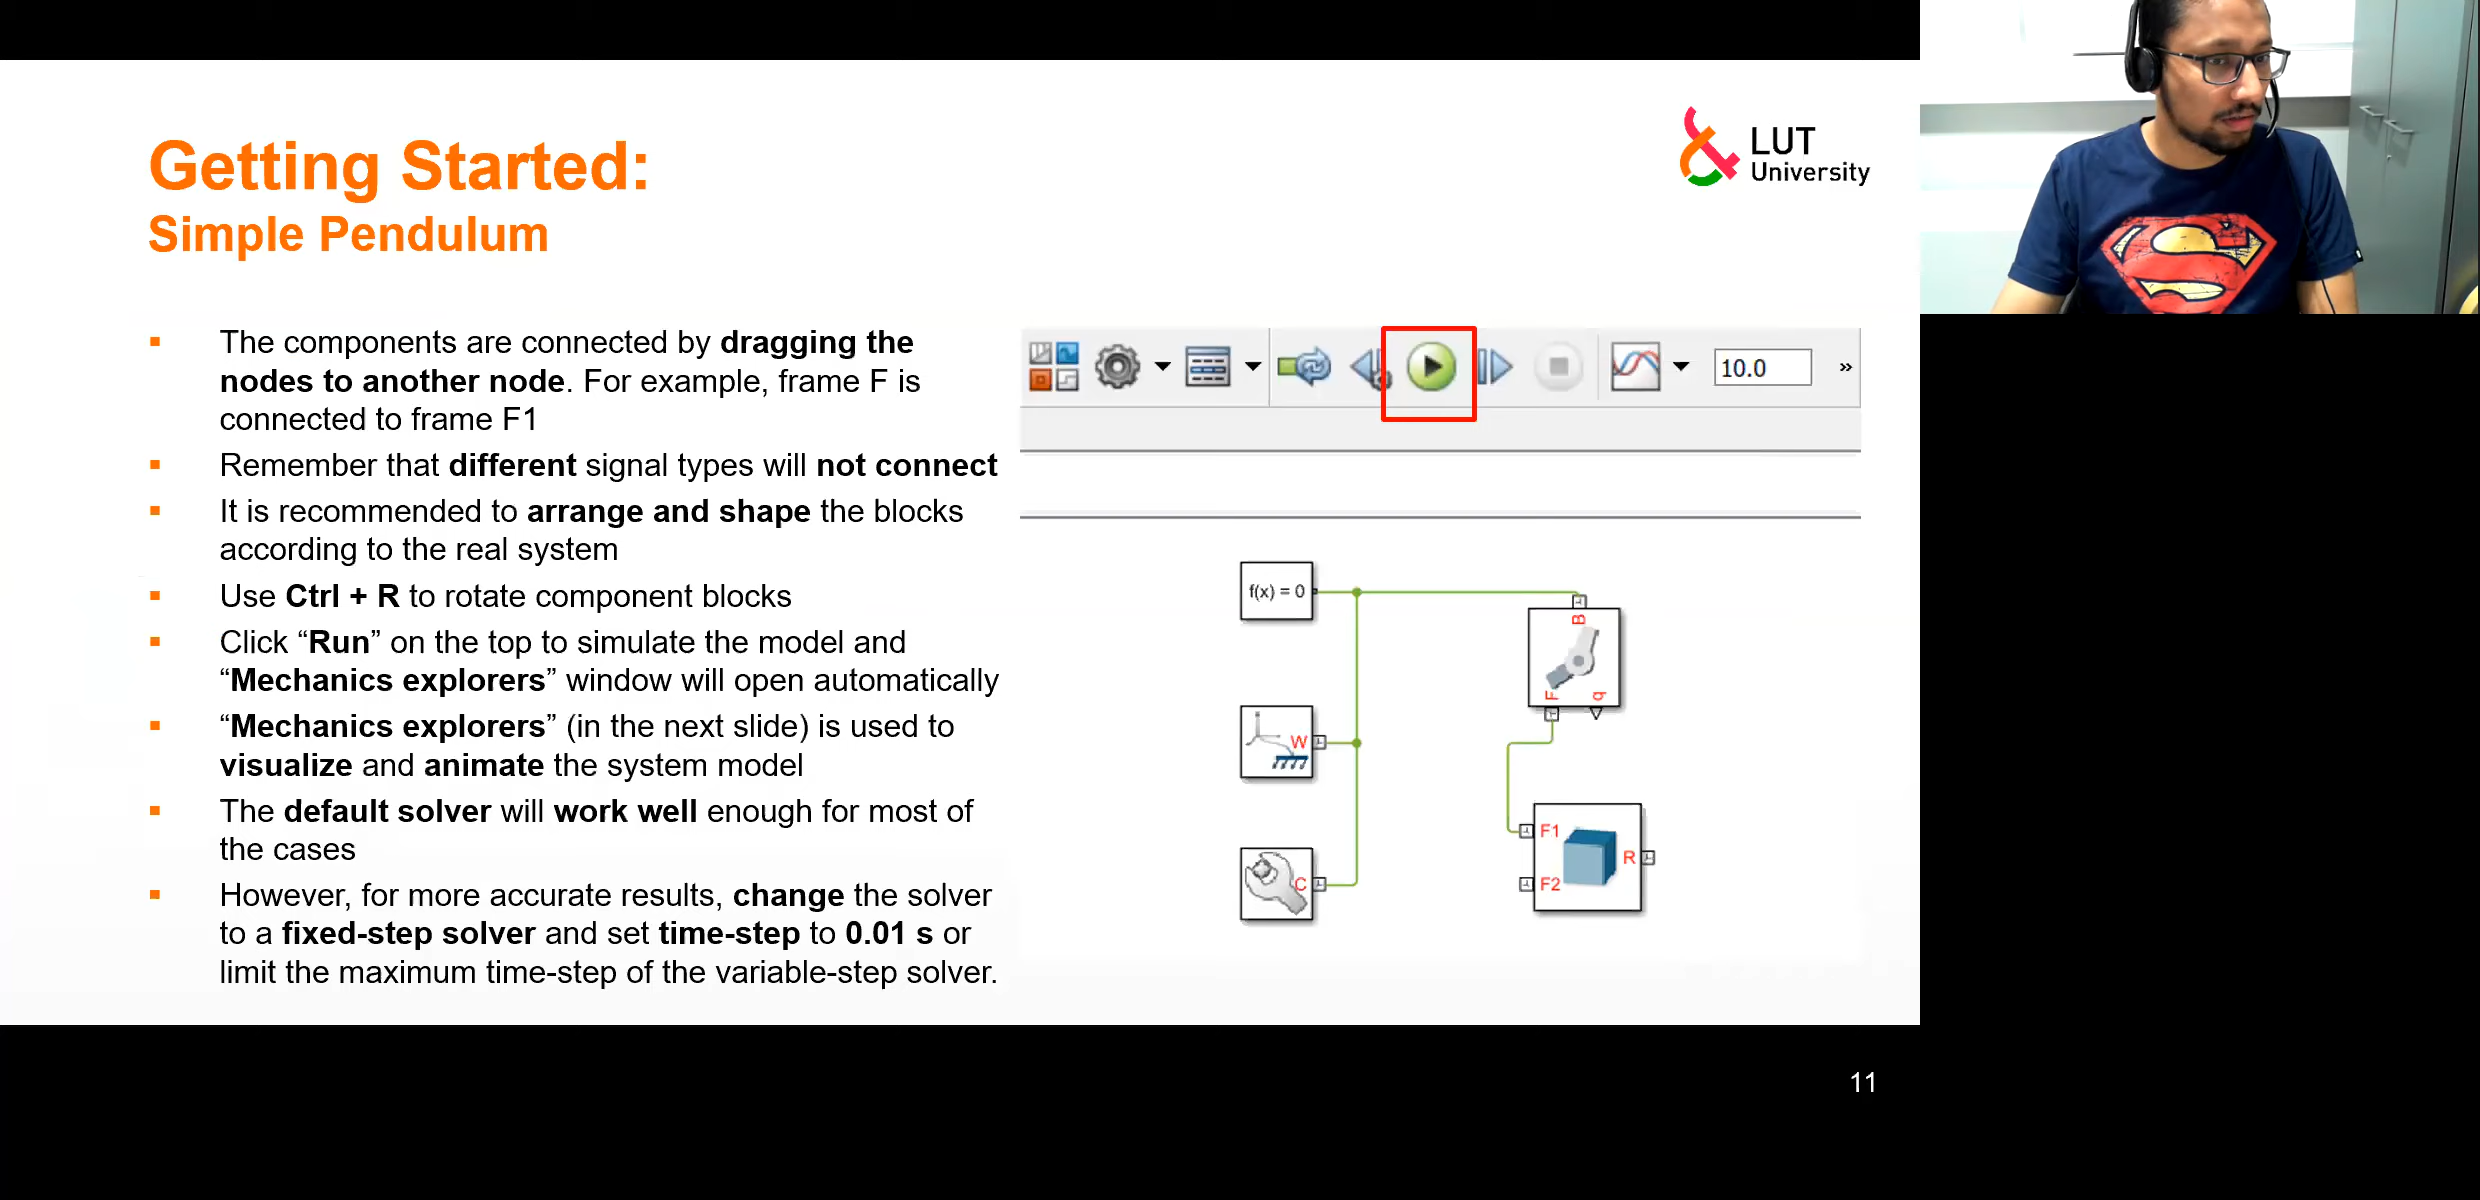 Getting Started:
Simple Pendulum
LUT
University
▪ The components are connected by dragging the
nodes to another node. For example, frame F is
connected to frame F1
▪ Remember that different signal types will not connect
▪ It is recommended to arrange and shape the blocks
according to the real system
▪ Use Ctrl + R to rotate component blocks
▪ Click “Run” on the top to simulate the model and
“Mechanics explorers” window will open automatically
▪ “Mechanics explorers” (in the next slide) is used to
visualize and animate the system model
▪ The default solver will work well enough for most of
the cases
▪ However, for more accurate results, change the solver
to a fixed-step solver and set time-step to 0.01 s or
limit the maximum time-step of the variable-step solver.
10.0
»
f(x) = 0
B
F
q
W
F1
R
C
F2
S
11